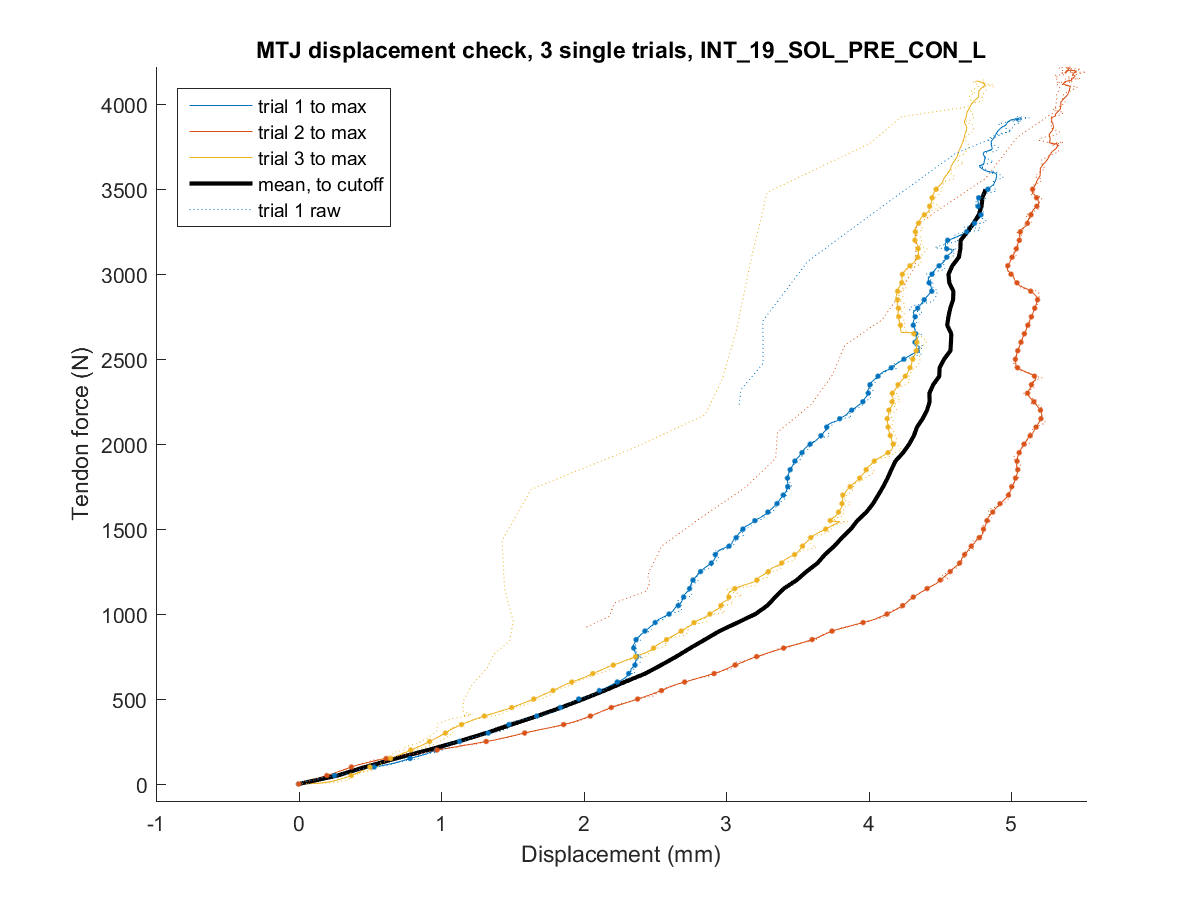 MTJ displacement check, 3 single trials, INT_19_SOL_PRE_CON_L
trial 1 to max
trial 2 to max
trial 3 to max
mean, to cutoff
trial 1 raw
4000
3500
3000
2500
2000
1500
1000
500
0
Tendon force (N)
-1 0 1 2 3 4 5
Displacement (mm)